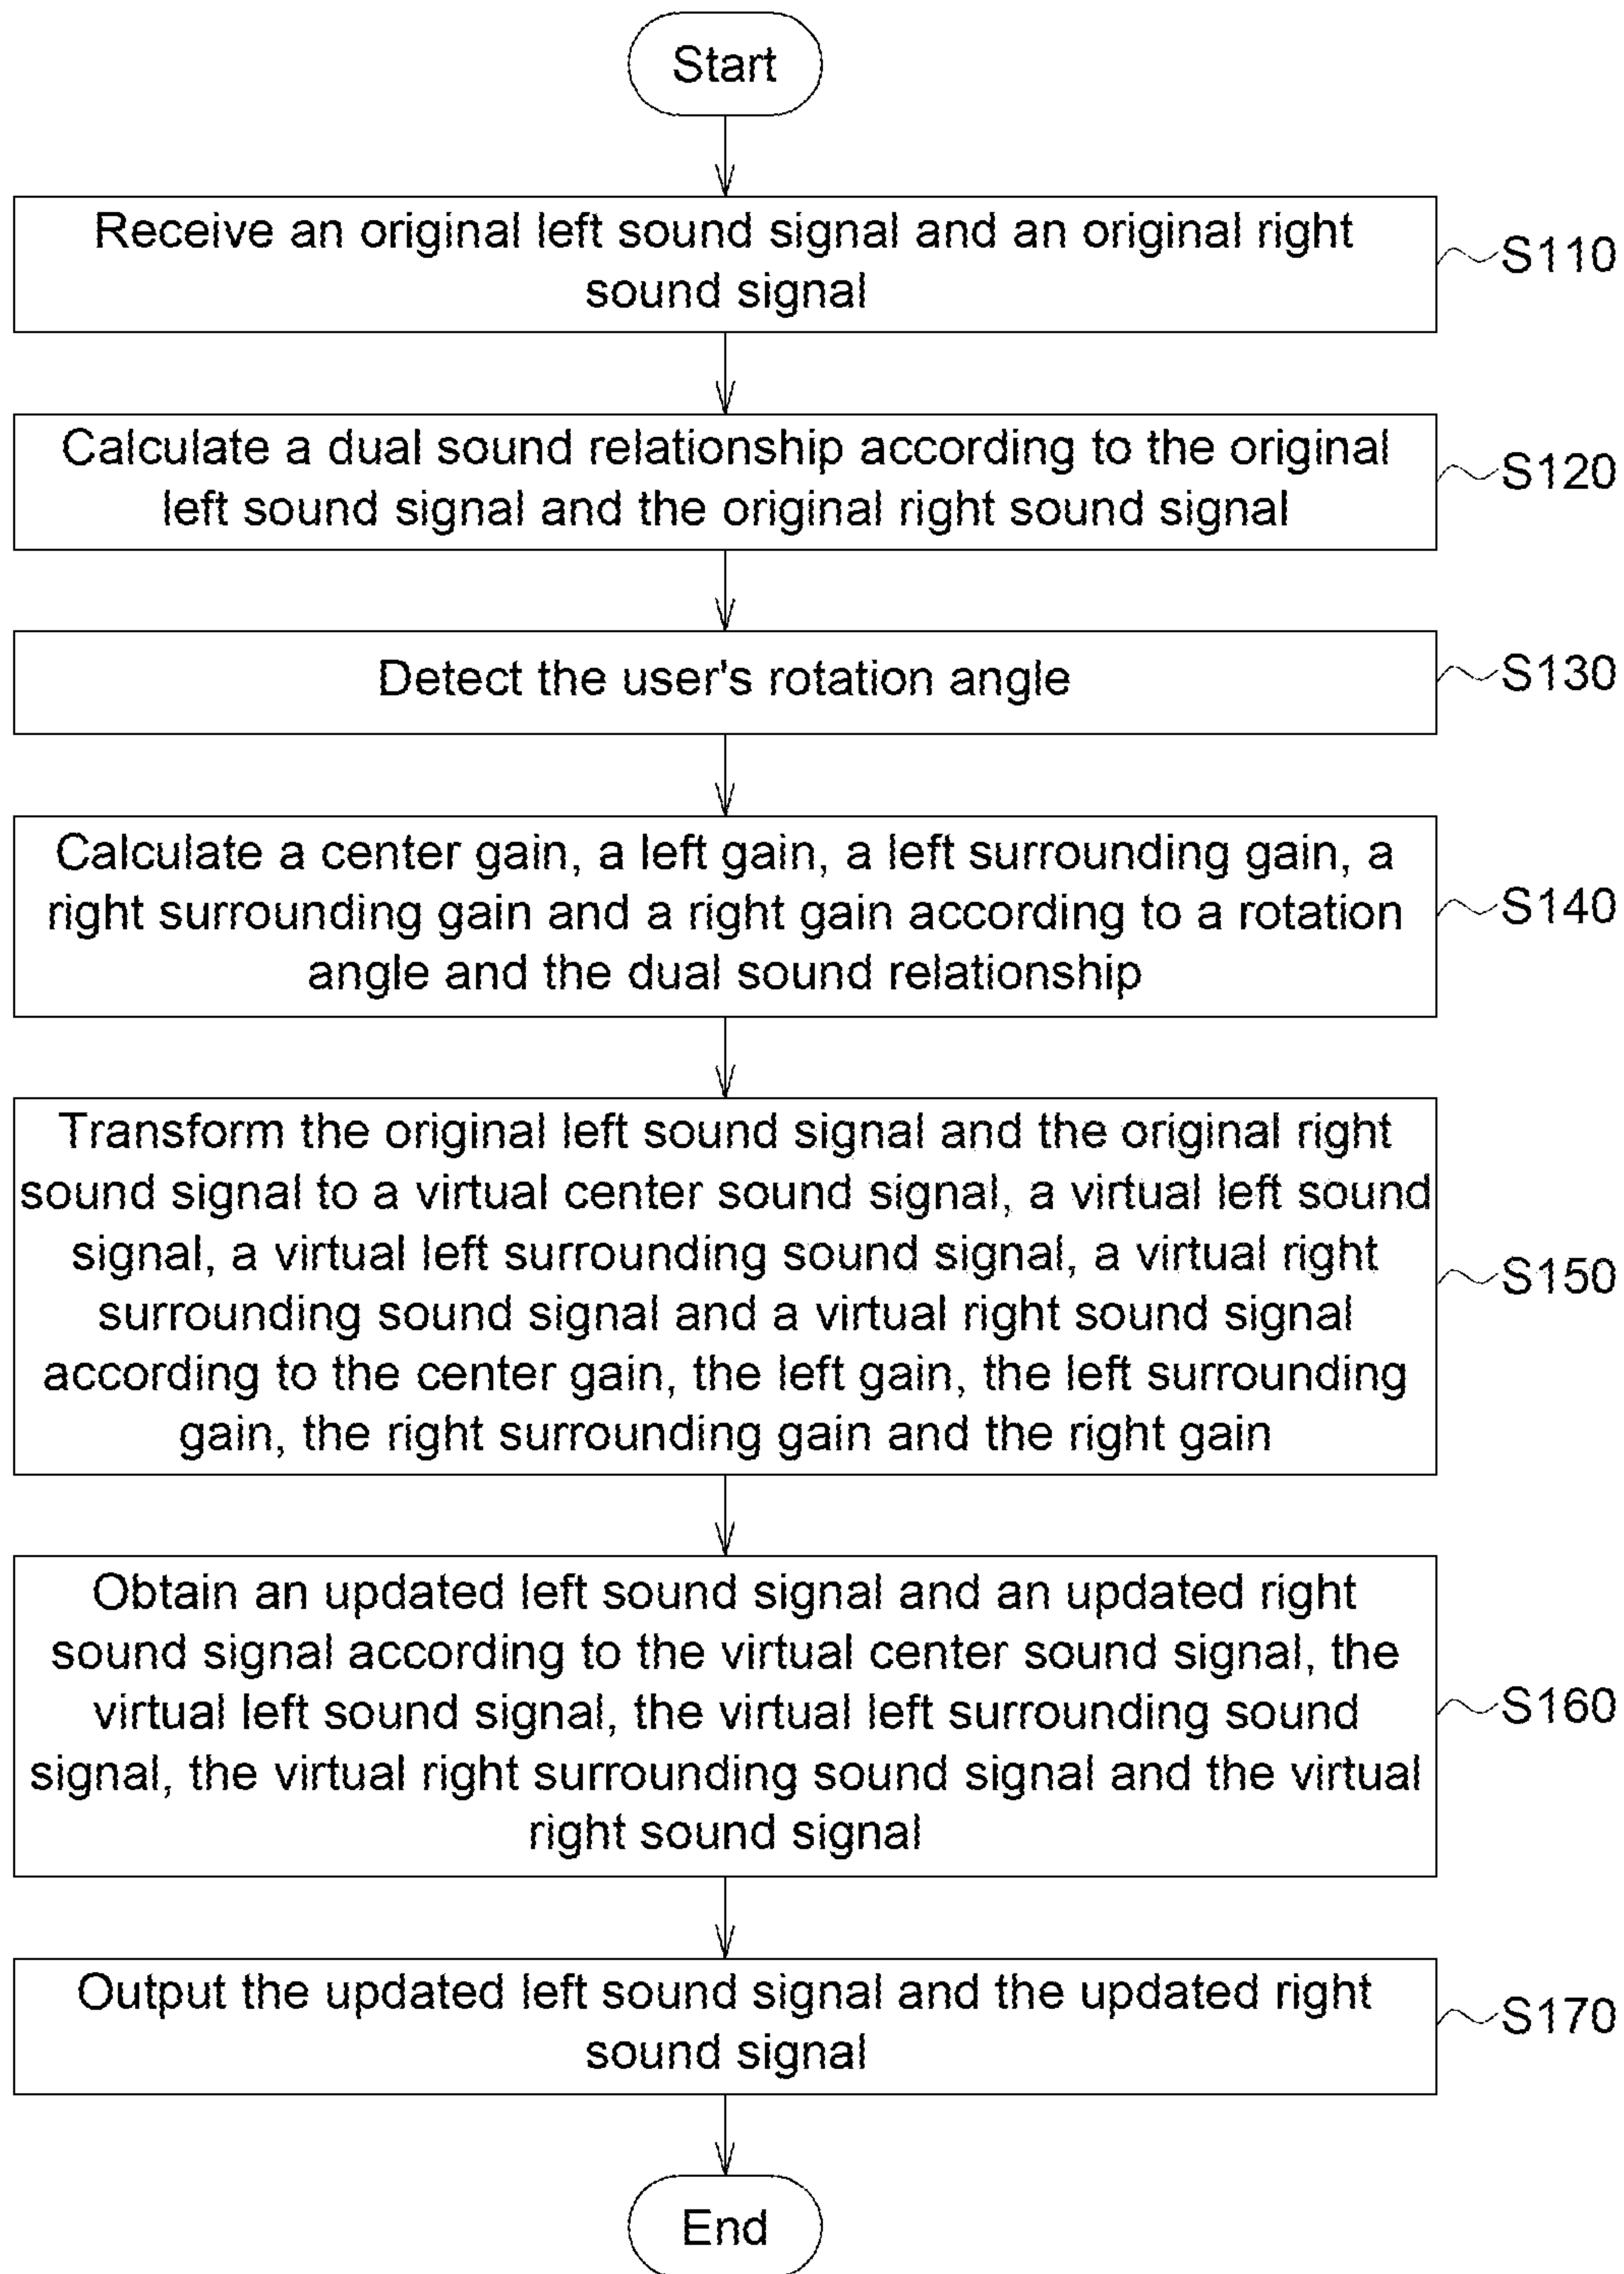 Start
Receive an original left sound signal and an original right
sound signal
S110
Calculate a dual sound relationship according to the original
left sound signal and the original right sound signal
S120
Detect the user's rotation angle
S130
Calculate a center gain, a left gain, a left surrounding gain, a
right surrounding gain and a right gain according to a rotation
angle and the dual sound relationship
S140
Transform the original left sound signal and the original right
sound signal to a virtual center sound signal, a virtual left sound
signal, a virtual left surrounding sound signal, a virtual right
surrounding sound signal and a virtual right sound signal
according to the center gain, the left gain, the left surrounding
gain, the right surrounding gain and the right gain
S150
Obtain an updated left sound signal and an updated right
sound signal according to the virtual center sound signal, the
virtual left sound signal, the virtual left surrounding sound
signal, the virtual right surrounding sound signal and the virtual
right sound signal
S160
Output the updated left sound signal and the updated right
sound signal
S170
End